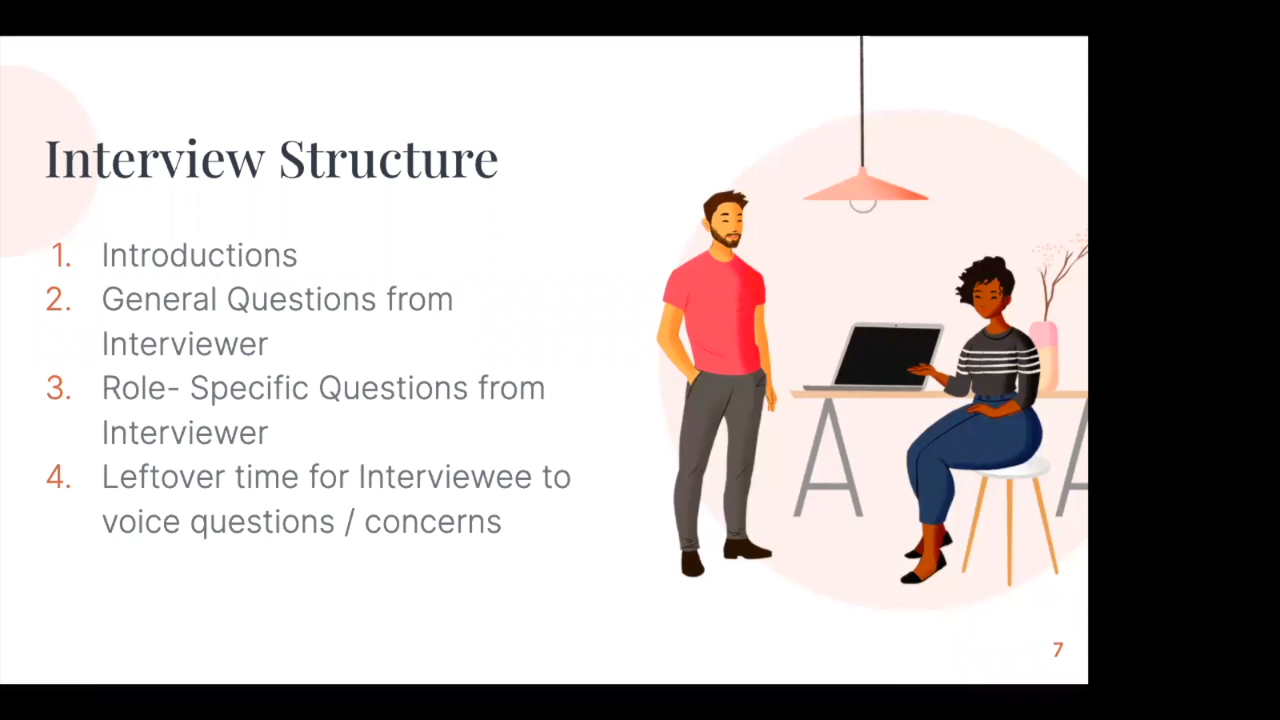 Interview Structure
1. Introductions
2. General Questions from
Interviewer
3. Role- Specific Questions from
Interviewer
4. Leftover time for Interviewee to
voice questions / concerns
7